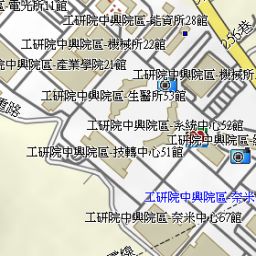 -電光所11館
工研院中興院區-能資所28館
236巷
工研院中興院區-機械所22館
工研院中興院區-產業學院21館
工研院中興院區-機械所
工研院中興院區-生醫所53館
工研院中興院區-系統中心52館
工研院中興院區-
工研院中興院區-技轉中心51館
工研院中興院區-奈米
工研院中興院區-奈米中心67館